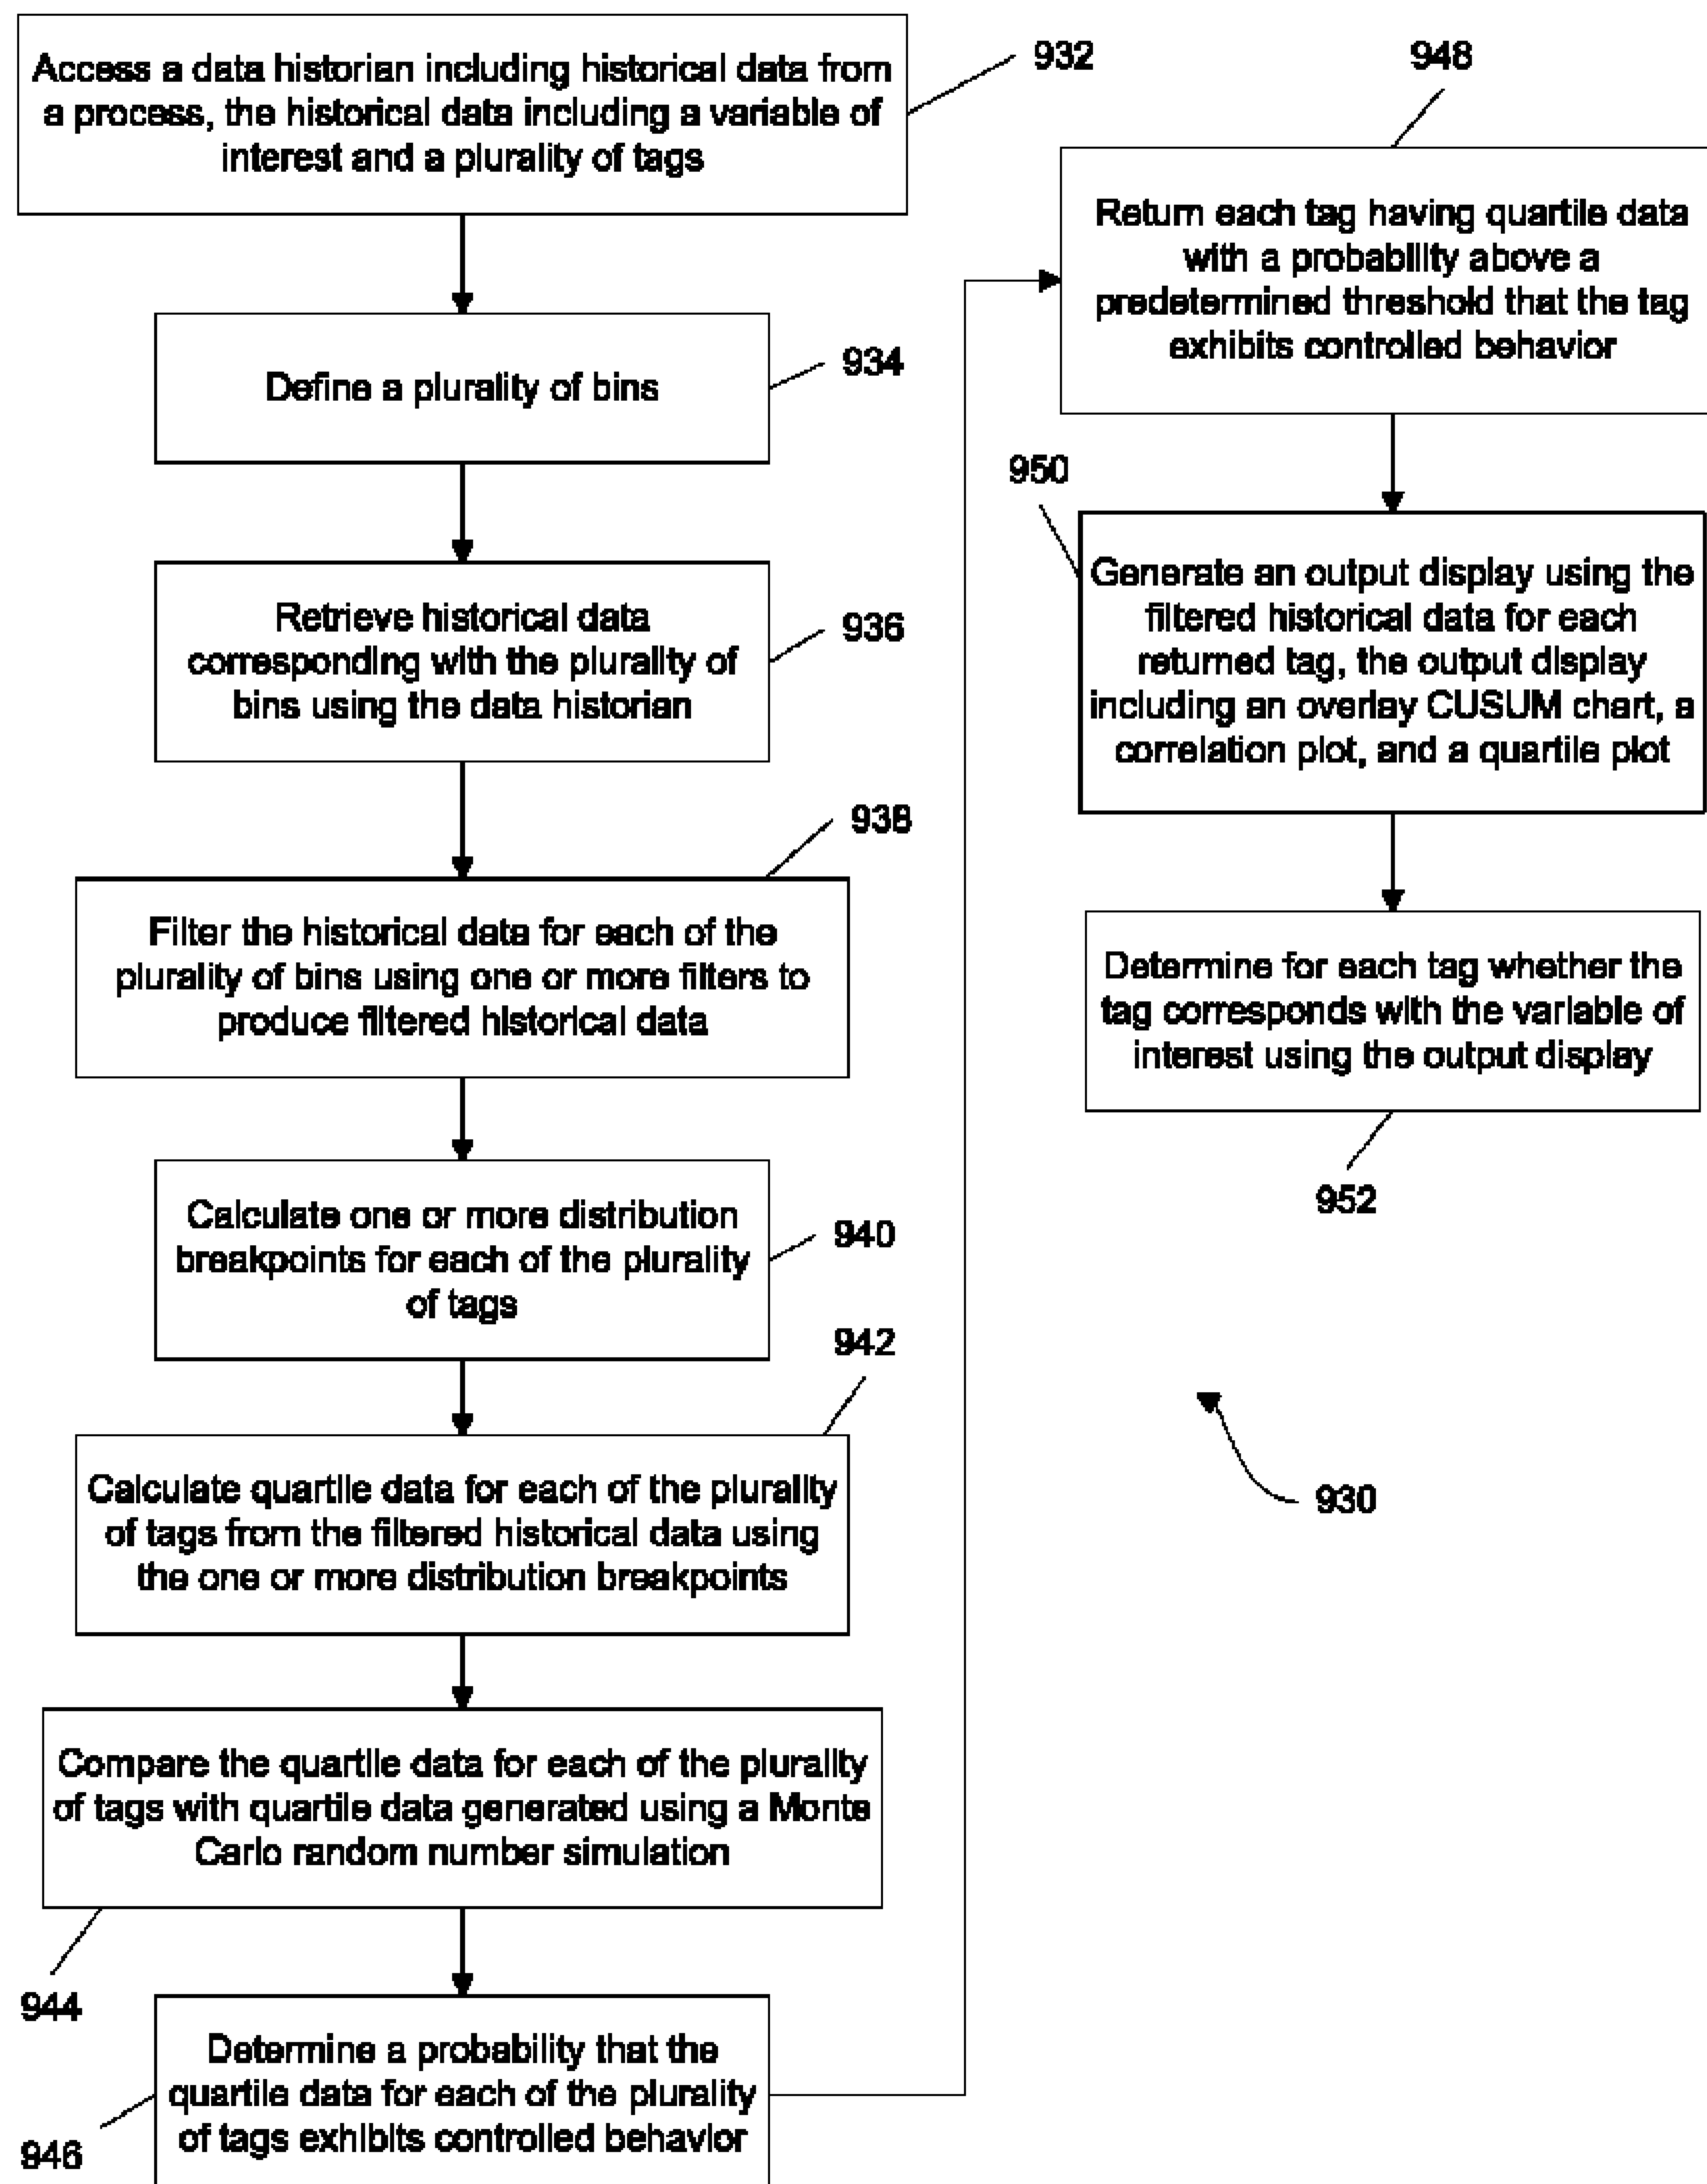 Access a data historian including historical data from
a process, the historical data including a variable of
interest and a plurality of tags
932
Define a plurality of bins
934
Retrieve historical data
corresponding with the plurality of
bins using the data historian
936
938
Filter the historical data for each of the
plurality of bins using one or more filters to
produce filtered historical data
Calculate one or more distribution
breakpoints for each of the plurality
of tags
940
942
Calculate quartile data for each of the plurality
of tags from the filtered historical data using
the one or more distribution breakpoints
Compare the quartile data for each of the plurality
of tags with quartile data generated using a Monte
Carlo random number simulation
944
Determine a probability that the
quartile data for each of the plurality
of tags exhibits controlled behavior
946
948
Return each tag having quartile data
with a probability above a
predetermined threshold that the tag
exhibits controlled behavior
950
Generate an output display using the
filtered historical data for each
returned tag, the output display
including an overlay CUSUM chart, a
correlation plot, and a quartile plot
Determine for each tag whether the
tag corresponds with the variable of
interest using the output display
952
930